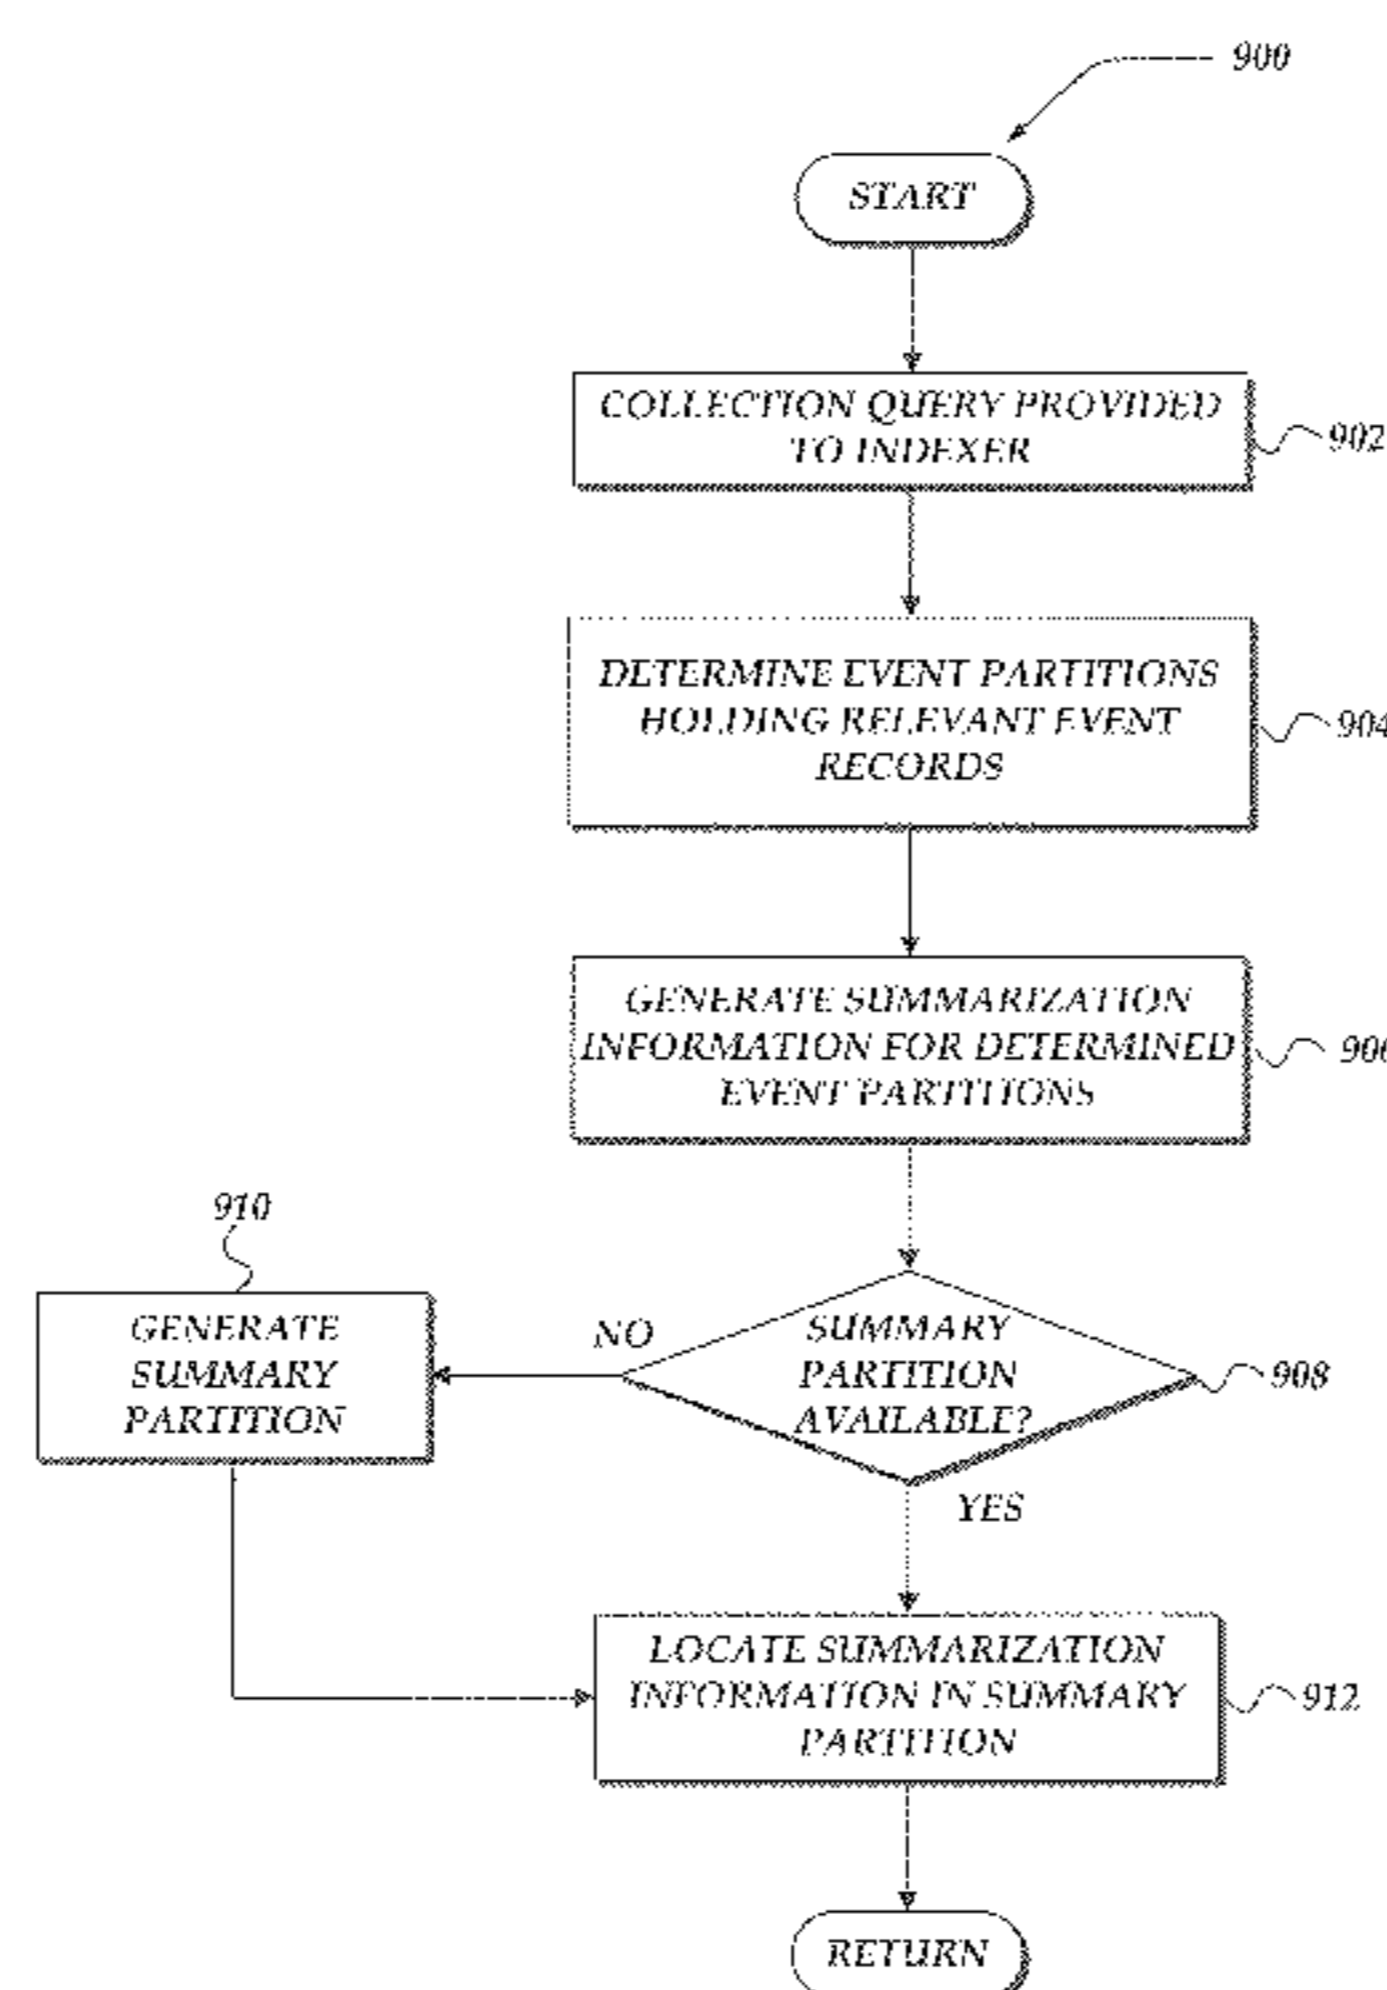 900
START
COLLECTION QUERY PROVIDED
TO INDEXER
902
DETERMINE EVENT PARTITIONS
HOLDING RELEVANT EVENT
RECORDS
904
GENERATE SUMMARIZATION
INFORMATION FOR DETERMINED
EVENT PARTITIONS
906
910
GENERATE
SUMMARY
PARTITION
NO
SUMMARY
PARTITION
AVAILABLE?
908
YES
LOCATE SUMMARIZATION
INFORMATION IN SUMMARY
PARTITION
912
RETURN